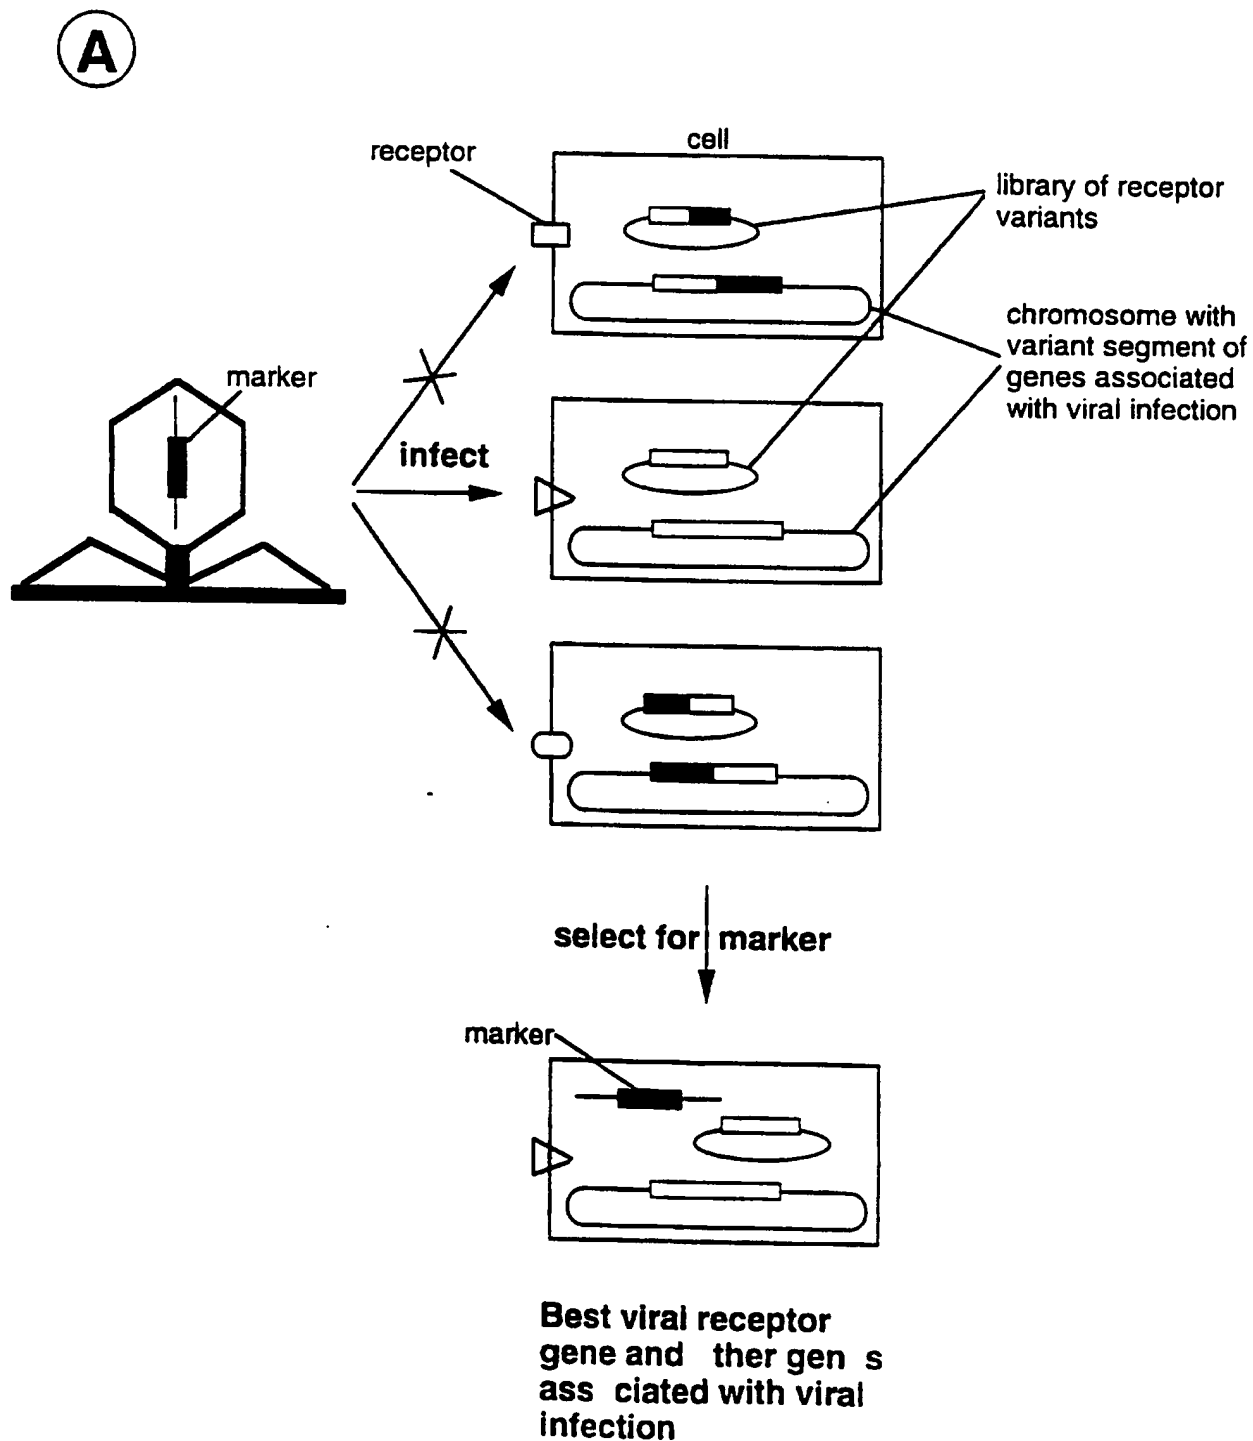 A
cell
receptor
library of receptor
variants
chromosome with
variant segment of
genes associated
with viral infection
marker
infect
select for marker
marker
Best viral receptor
gene and ther gen s
ass ciated with viral
infection